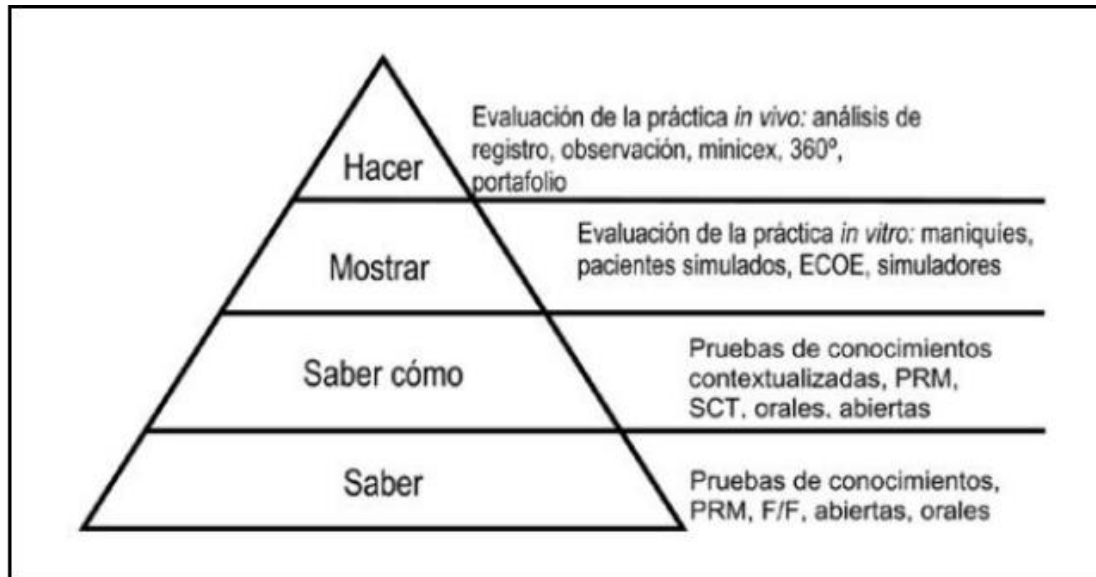 Hacer
Evaluación de la práctica in vivo: análisis de
registro, observación, minicex, 360º,
portafolio
Mostrar
Evaluación de la práctica in vitro: maniquies,
pacientes simulados, ECOE, simuladores
Saber cómo
Pruebas de conocimientos
contextualizadas, PRM,
SCT, orales, abiertas
Saber
Pruebas de conocimientos,
PRM, F/F, abiertas, orales